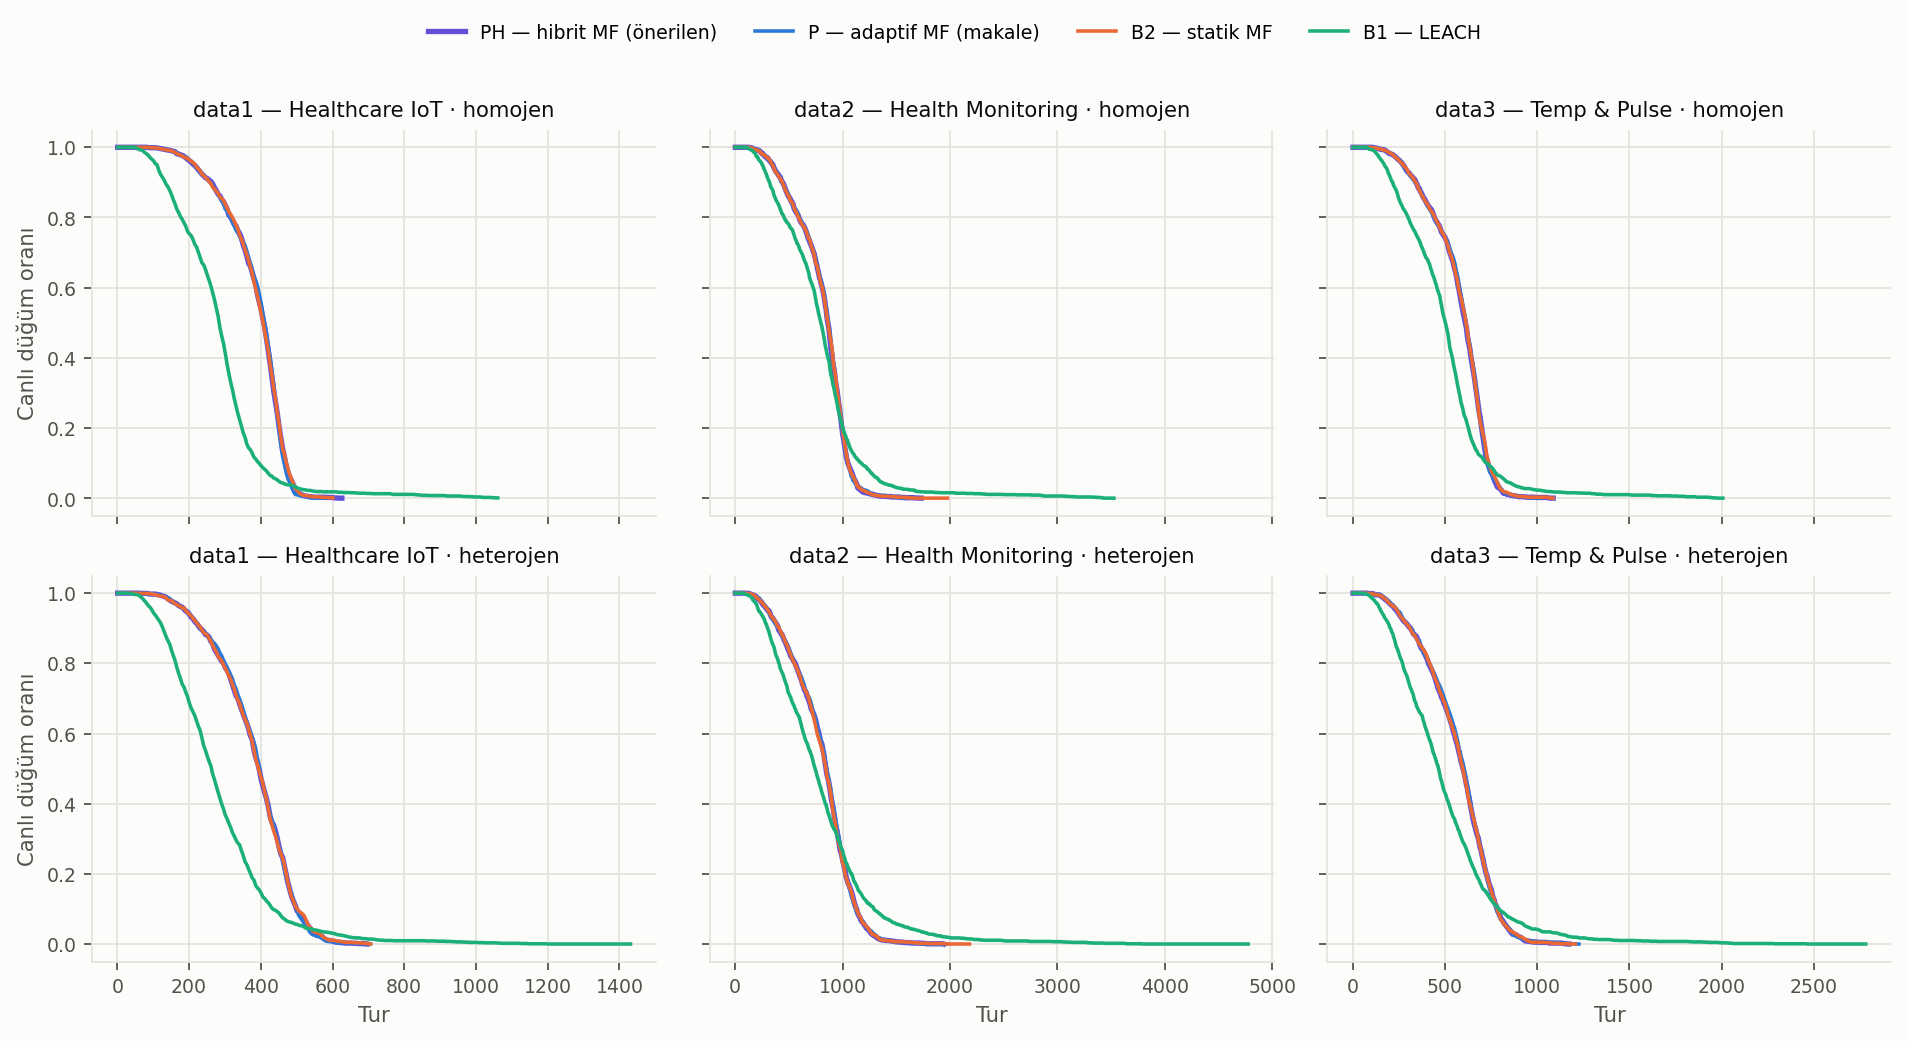 PH — hibrit MF (önerilen) P — adaptif MF (makale) B2 — statik MF B1 — LEACH
data1 — Healthcare IoT · homojen data2 — Health Monitoring · homojen data3 — Temp & Pulse · homojen
Canlı düğüm oranı
1.0
0.8
0.6
0.4
0.2
0.0
data1 — Healthcare IoT · heterojen data2 — Health Monitoring · heterojen data3 — Temp & Pulse · heterojen
Canlı düğüm oranı
1.0
0.8
0.6
0.4
0.2
0.0
0 200 400 600 800 1000 1200 1400 0 1000 2000 3000 4000 5000 0 500 1000 1500 2000 2500
Tur Tur Tur